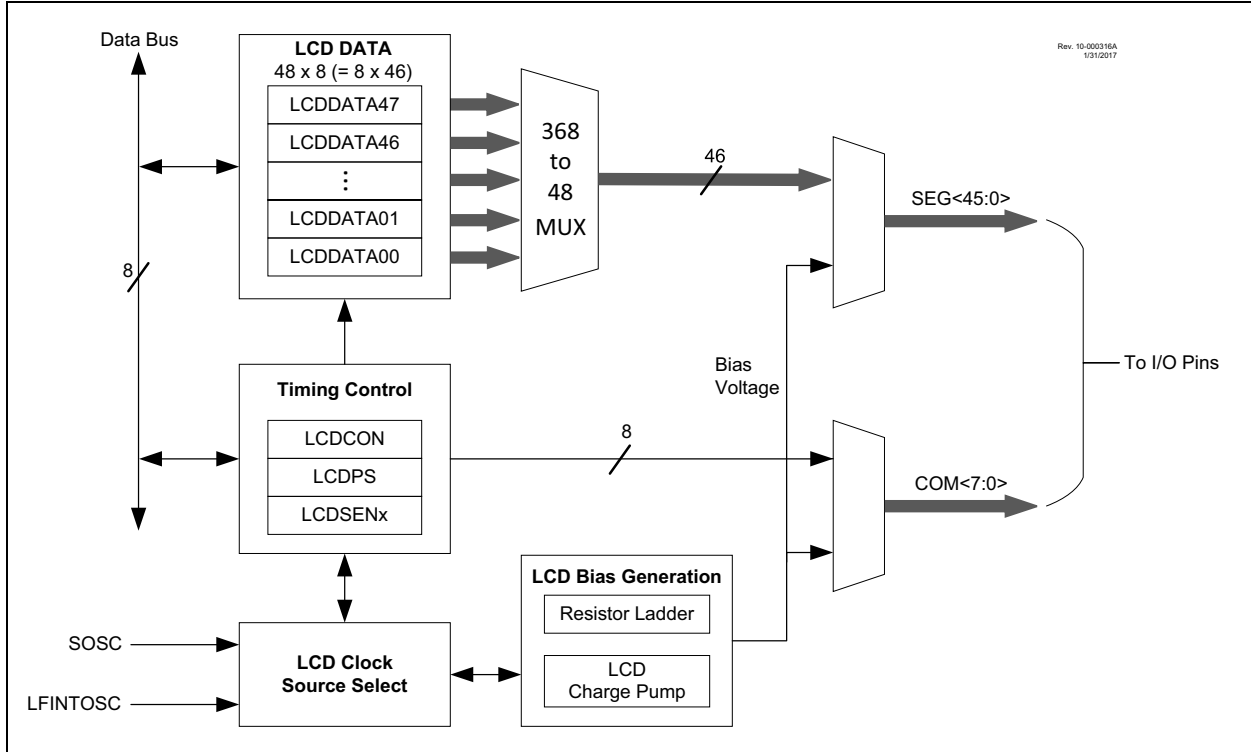 Data Bus
LCD DATA
48 x 8 (= 8 x 46)
LCDDATA47
LCDDATA46
⋮
LCDDATA01
LCDDATA00
368
to
48
MUX
46
SEG<45:0>
Rev. 10-000316A
1/31/2017
8
Timing Control
LCDCON
LCDPS
LCDSENx
8
Bias
Voltage
COM<7:0>
To I/O Pins
SOSC
LFINTOSC
LCD Clock
Source Select
LCD Bias Generation
Resistor Ladder
LCD
Charge Pump